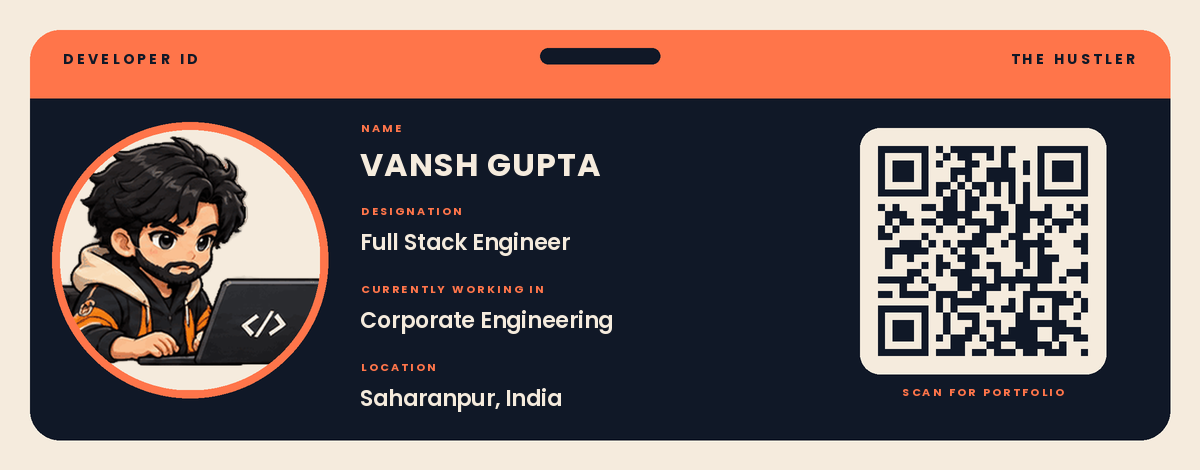 DEVELOPER ID
THE HUSTLER
NAME
VANSH GUPTA
DESIGNATION
Full Stack Engineer
CURRENTLY WORKING IN
Corporate Engineering
LOCATION
Saharanpur, India
</>
SCAN FOR PORTFOLIO